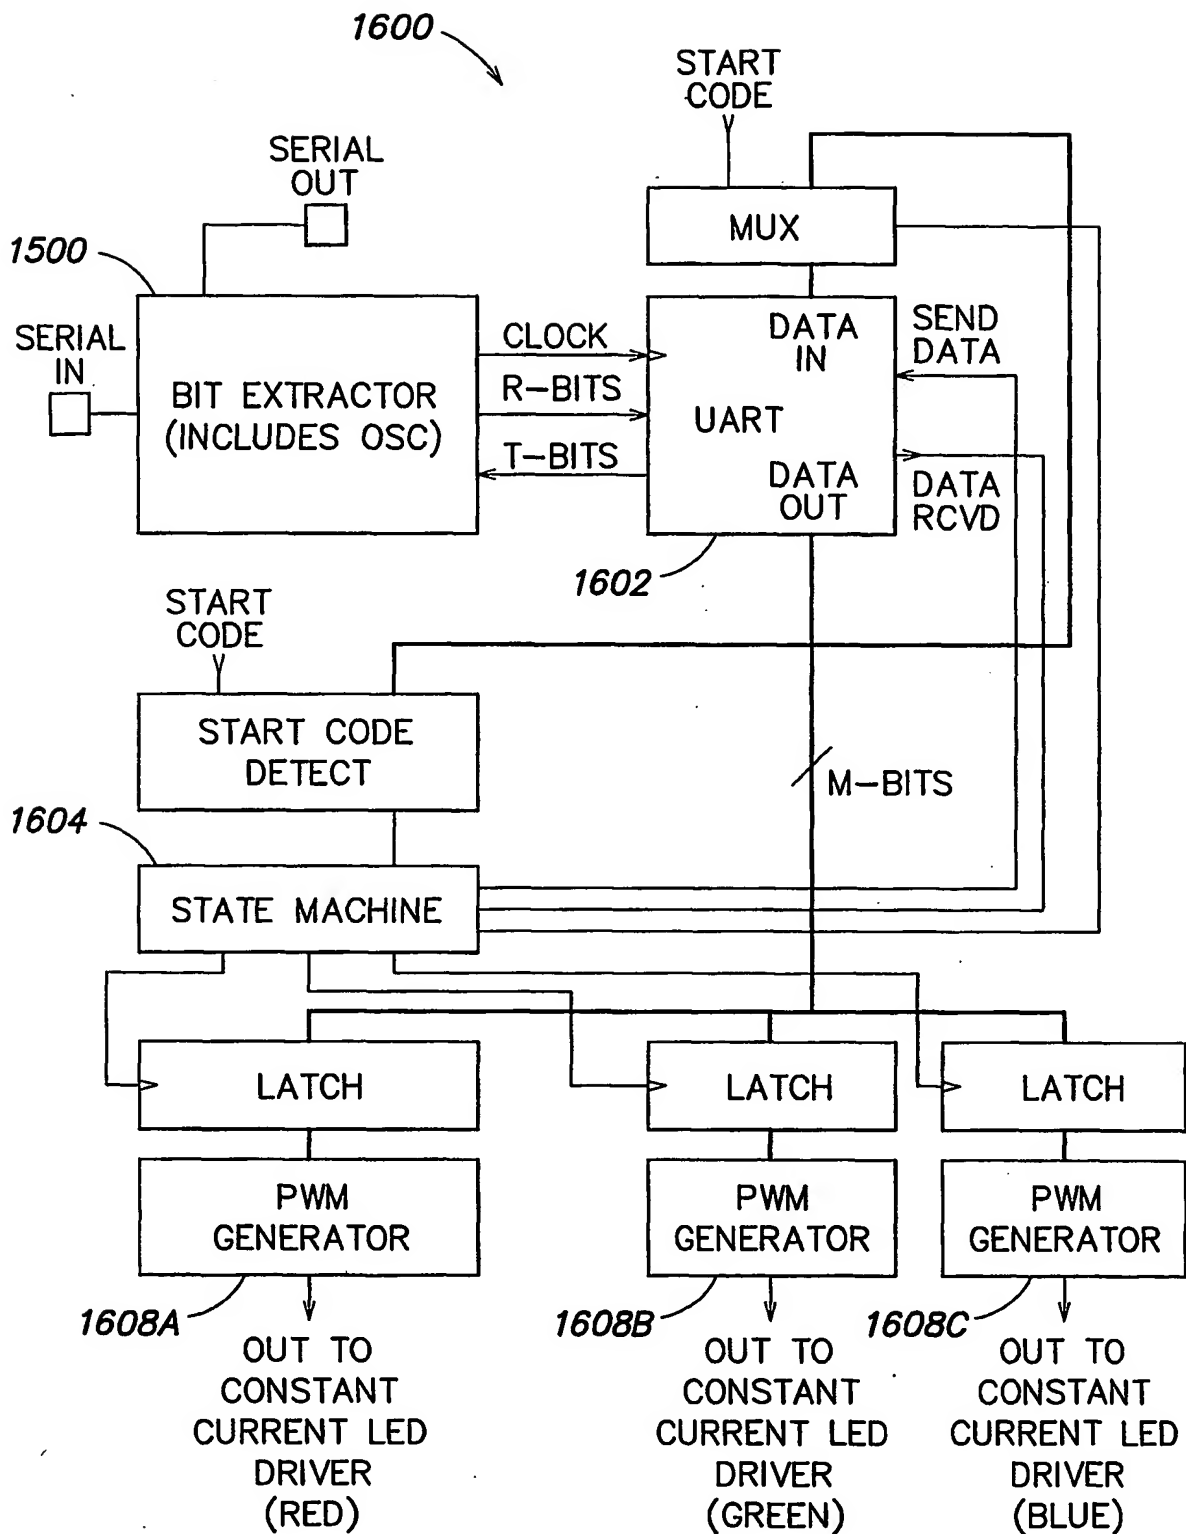 1600
START
CODE
SERIAL
OUT
MUX
1500
SERIAL
IN
BIT EXTRACTOR
(INCLUDES OSC)
CLOCK
R-BITS
T-BITS
DATA
IN
UART
DATA
OUT
SEND
DATA
DATA
RCVD
1602
START
CODE
START CODE
DETECT
M-BITS
1604
STATE MACHINE
LATCH
LATCH
LATCH
PWM
GENERATOR
PWM
GENERATOR
PWM
GENERATOR
1608A
1608B
1608C
OUT TO
CONSTANT
CURRENT LED
DRIVER
(RED)
OUT TO
CONSTANT
CURRENT LED
DRIVER
(GREEN)
OUT TO
CONSTANT
CURRENT LED
DRIVER
(BLUE)